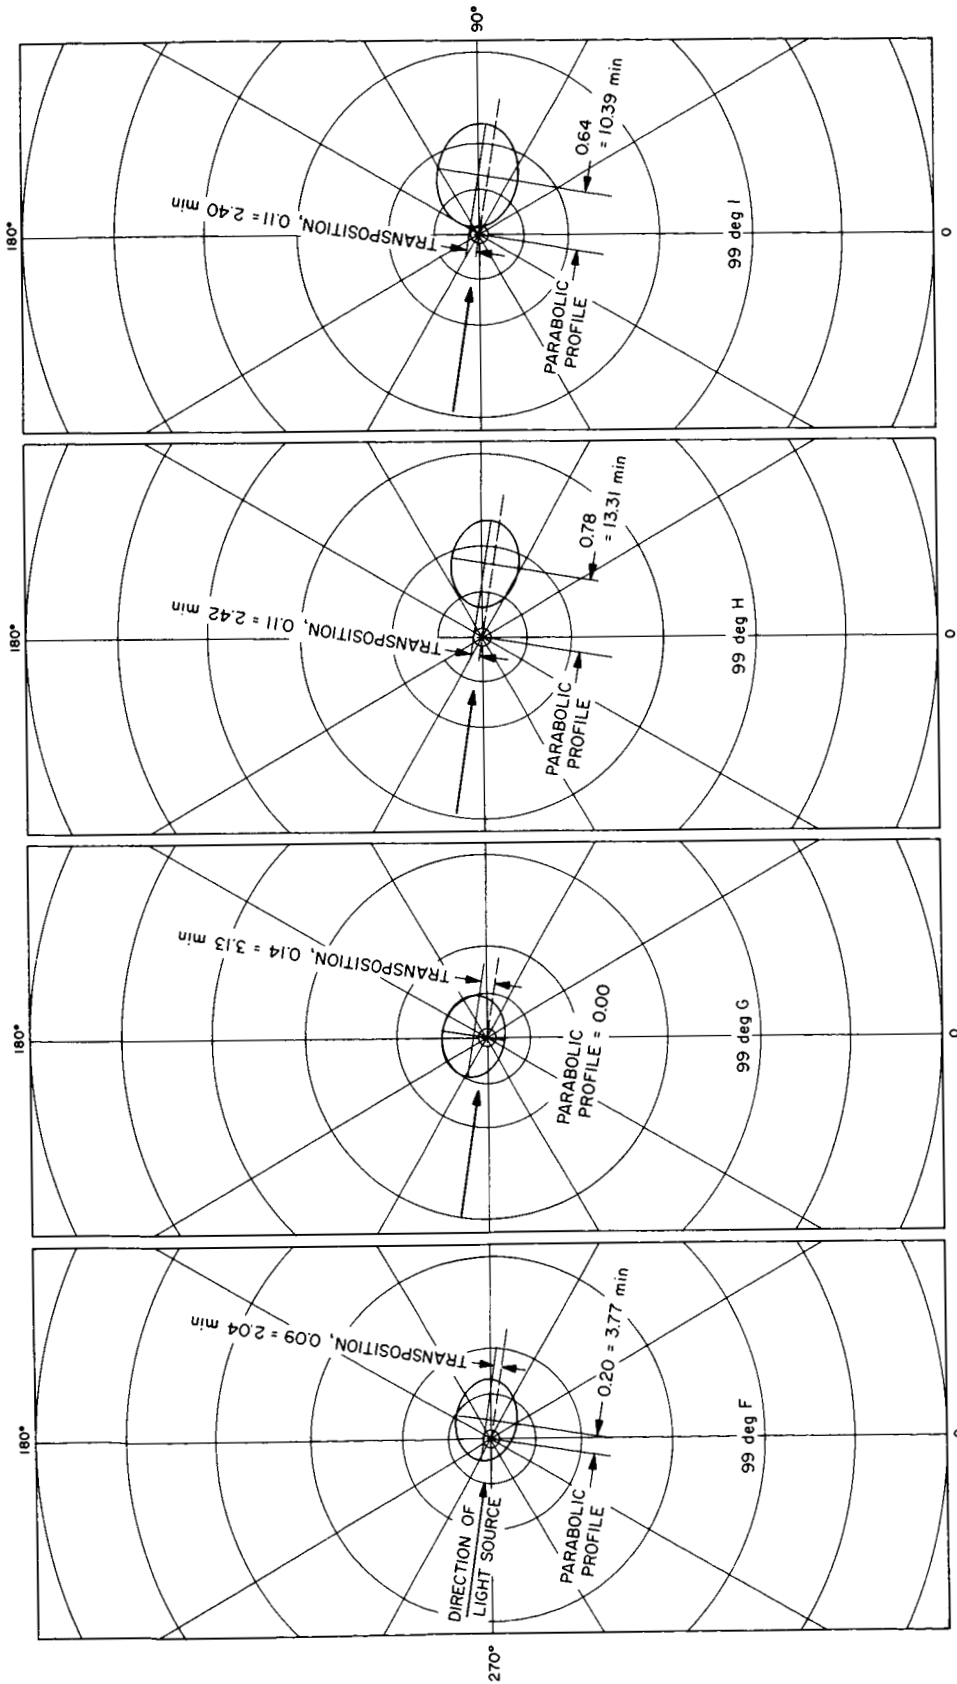 180°
90°
TRANSPOSITION, 0.11 = 2.40 min
0.64
= 10.39 min
PARABOLIC
PROFILE
99 deg I
0
180°
TRANSPOSITION, 0.11 = 2.42 min
0.78
= 13.31 min
PARABOLIC
PROFILE
99 deg H
0
180°
TRANSPOSITION, 0.14 = 3.13 min
PARABOLIC
PROFILE = 0.00
99 deg G
0
180°
TRANSPOSITION, 0.09 = 2.04 min
0.20 = 3.77 min
DIRECTION OF
LIGHT SOURCE
PARABOLIC
PROFILE
99 deg F
0
270°